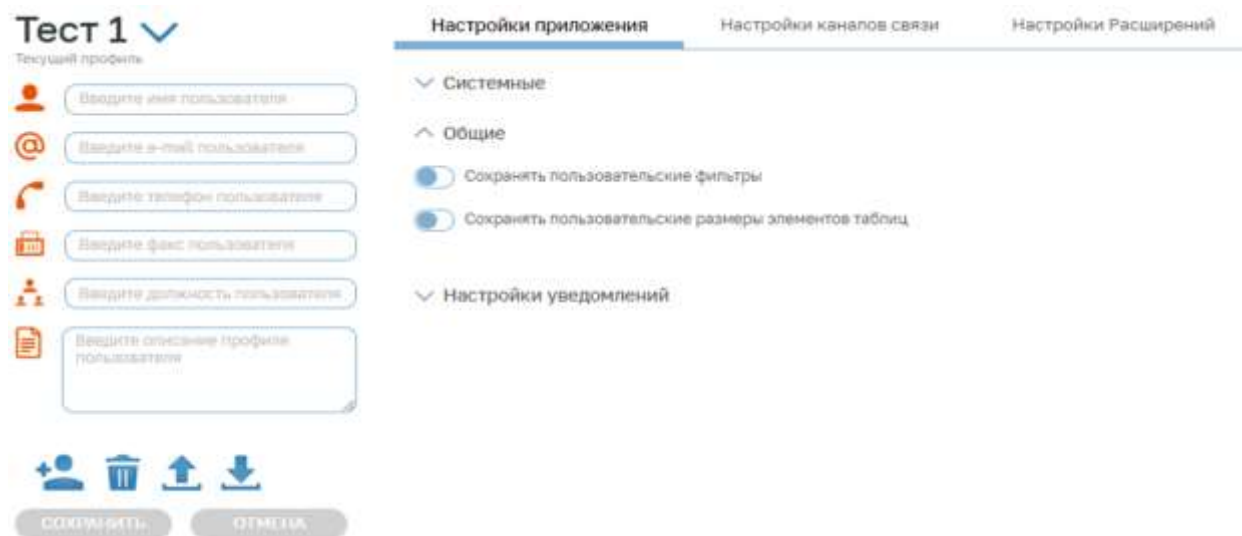 Тест 1
Текущий профиль
Введите имя пользователя
Введите e-mail пользователя
Введите телефон пользователя
Введите факс пользователя
Введите должность пользователя
Введите описание профиля
пользователя
СОХРАНИТЬ
ОТМЕНА
Настройки приложения
Настройки каналов связи
Настройки Расширений
Системные
Общие
Сохранять пользовательские фильтры
Сохранять пользовательские размеры элементов таблиц
Настройки уведомлений